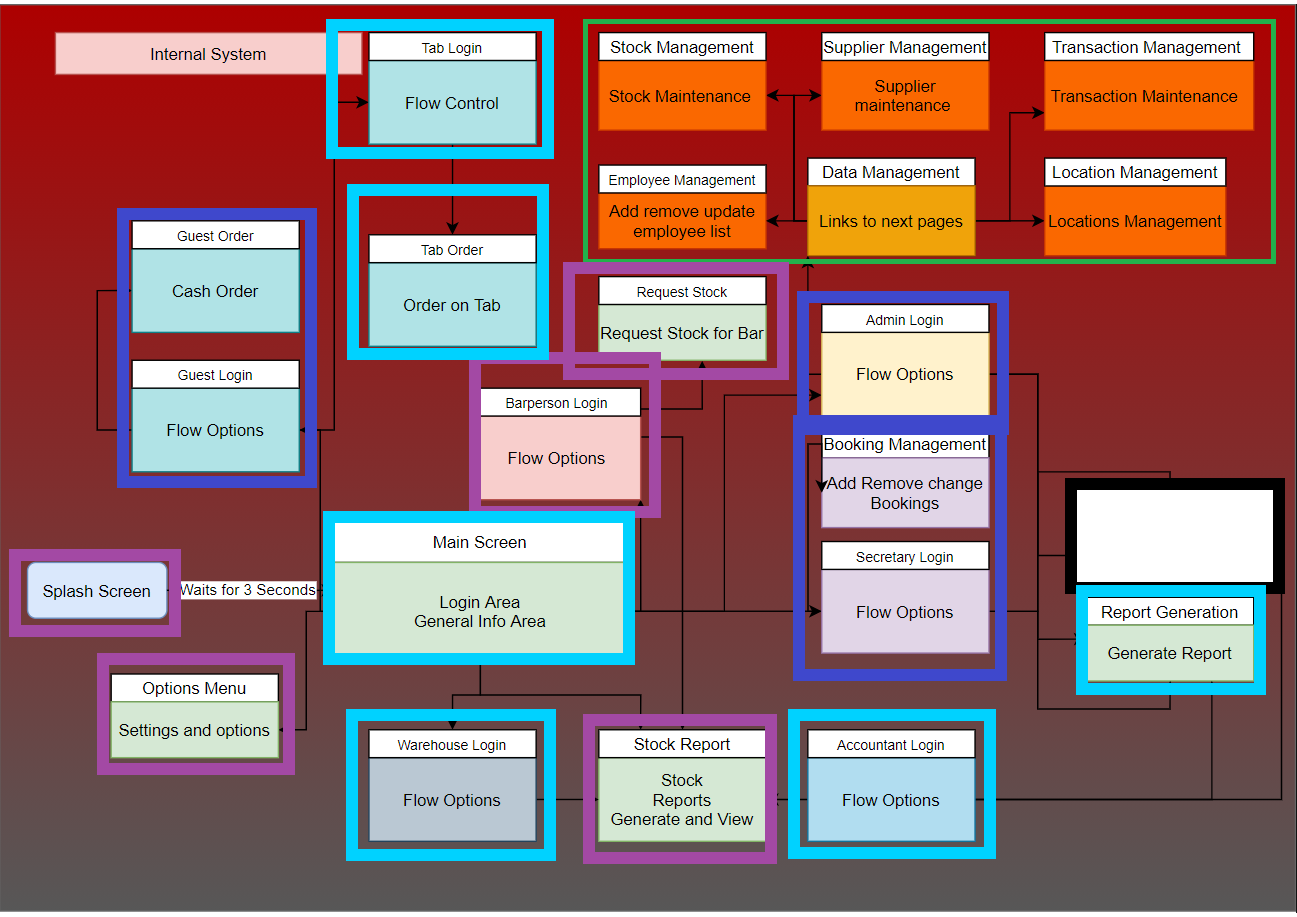 Internal System
Tab Login
Flow Control
Stock Management
Stock Maintenance
Supplier Management
Supplier
maintenance
Transaction Management
Transaction Maintenance
Employee Management
Add remove update
employee list
Data Management
Links to next pages
Location Management
Locations Management
Guest Order
Cash Order
Tab Order
Order on Tab
Request Stock
Request Stock for Bar
Admin Login
Flow Options
Guest Login
Flow Options
Barperson Login
Flow Options
Booking Management
Add Remove change
Bookings
Main Screen
Login Area
General Info Area
Secretary Login
Flow Options
Splash Screen
Waits for 3 Seconds
Report Generation
Generate Report
Options Menu
Settings and options
Warehouse Login
Flow Options
Stock Report
Stock
Reports
Generate and View
Accountant Login
Flow Options